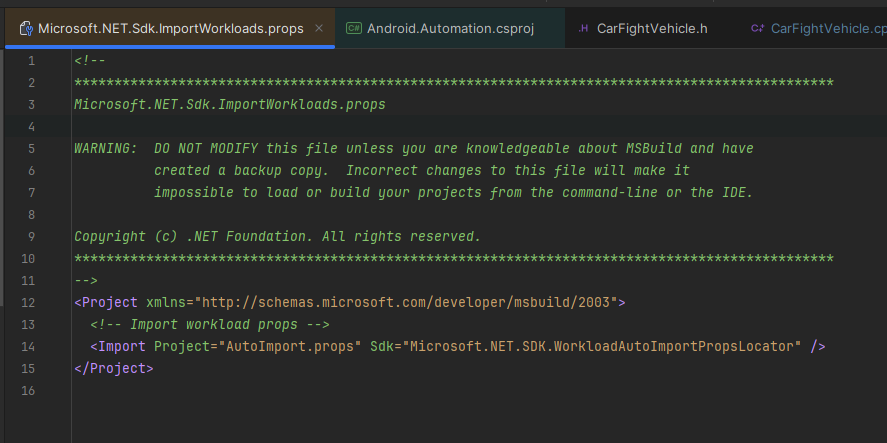 Microsoft.NET.Sdk.ImportWorkloads.props × C# Android.Automation.csproj .H CarFightVehicle.h C+ CarFightVehicle.cp
1 <!--
2 ***********************************************************************************************
3 Microsoft.NET.Sdk.ImportWorkloads.props
4
5 WARNING:  DO NOT MODIFY this file unless you are knowledgeable about MSBuild and have
6           created a backup copy.  Incorrect changes to this file will make it
7           impossible to load or build your projects from the command-line or the IDE.
8
9 Copyright (c) .NET Foundation. All rights reserved.
10 ***********************************************************************************************
11 -->
12 <Project xmlns="http://schemas.microsoft.com/developer/msbuild/2003">
13   <!-- Import workload props -->
14   <Import Project="AutoImport.props" Sdk="Microsoft.NET.SDK.WorkloadAutoImportPropsLocator" />
15 </Project>
16